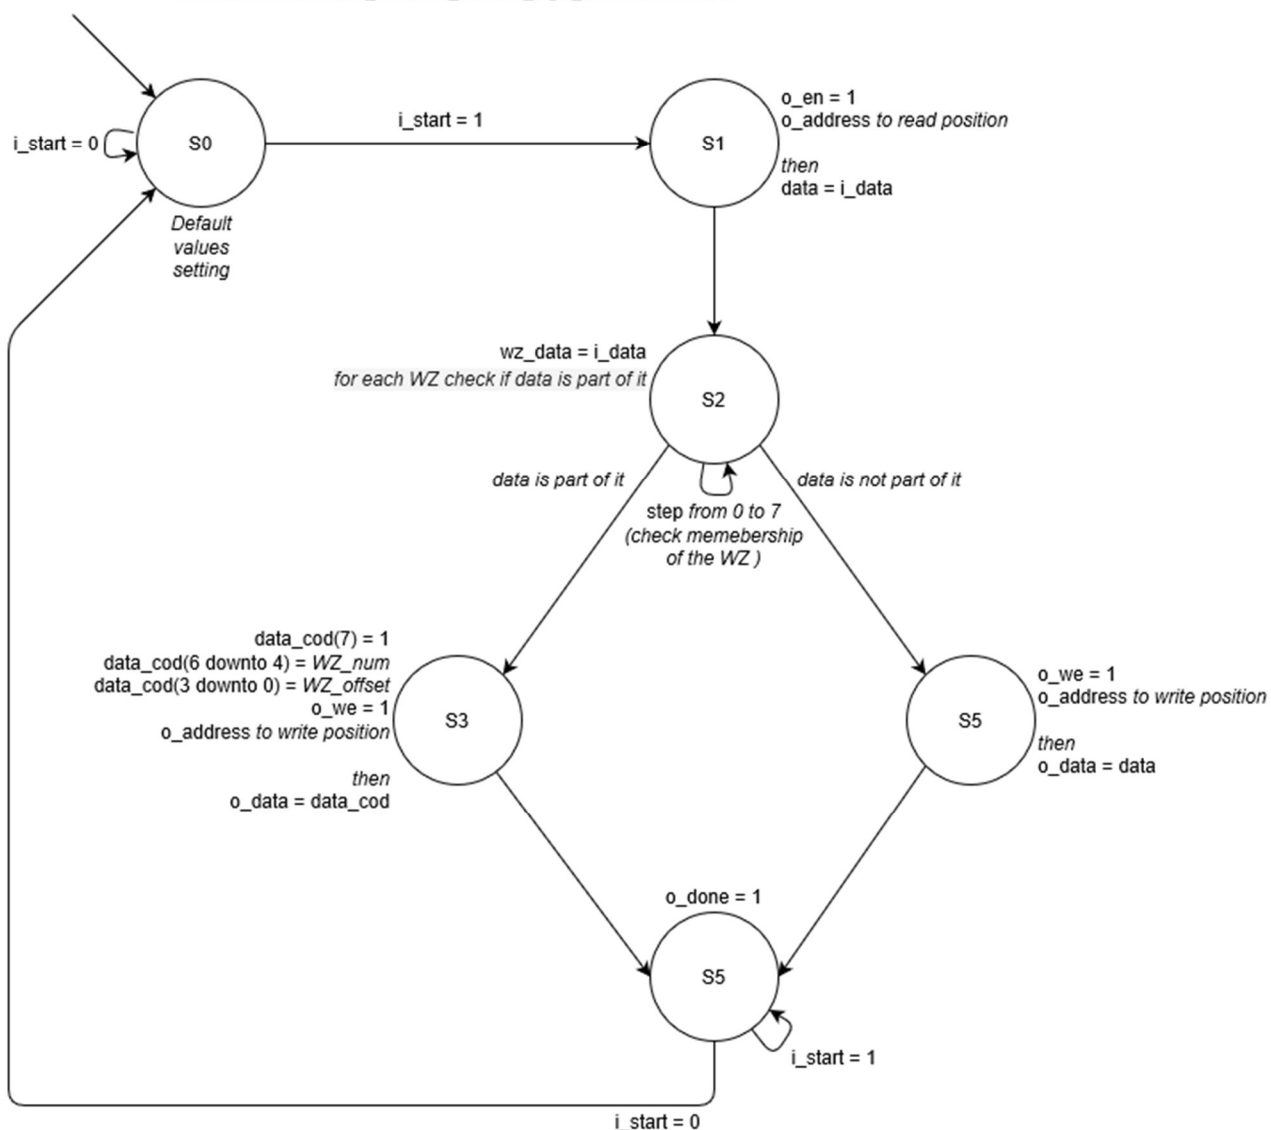 i_start = 0
S0
Default
values
setting
i_start = 1
S1
o_en = 1
o_address to read position
then
data = i_data
wz_data = i_data
for each WZ check if data is part of it
S2
data is part of it
data is not part of it
step from 0 to 7
(check memebership
of the WZ )
data_cod(7) = 1
data_cod(6 downto 4) = WZ_num
data_cod(3 downto 0) = WZ_offset
o_we = 1
o_address to write position
then
o_data = data_cod
S3
S5
o_we = 1
o_address to write position
then
o_data = data
o_done = 1
S5
i_start = 1
i_start = 0